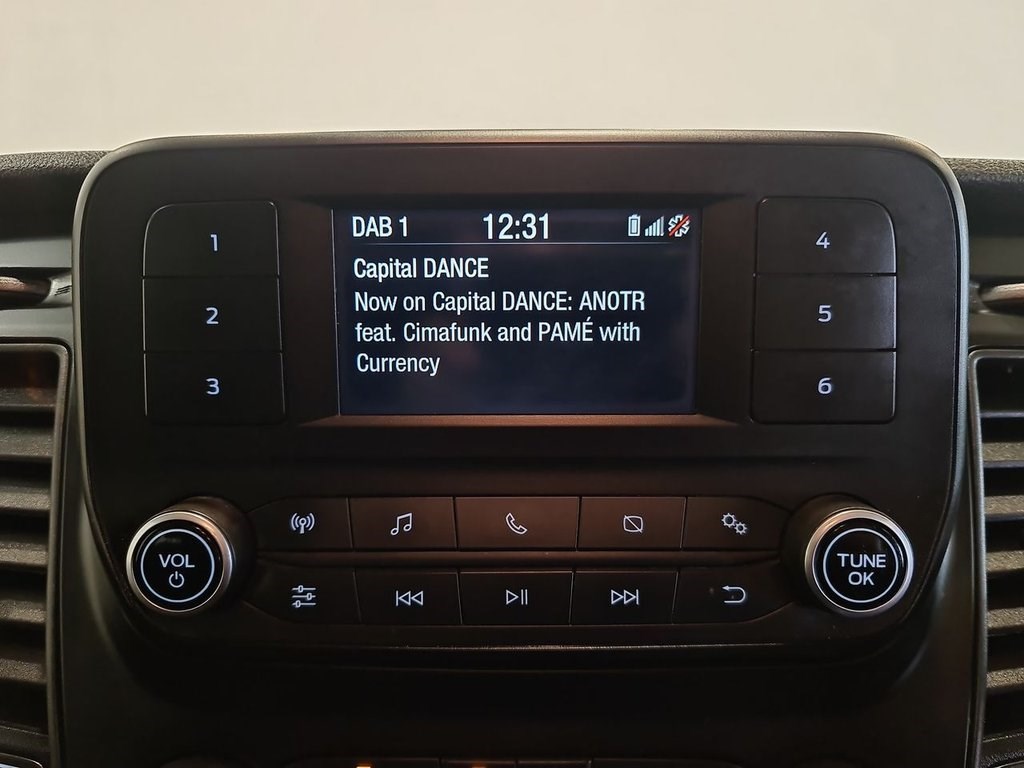 DAB 1 12:31
Capital DANCE
Now on Capital DANCE: ANOTR
feat. Cimafunk and PAMÉ with
Currency
1
2
3
4
5
6
VOL
TUNE
OK